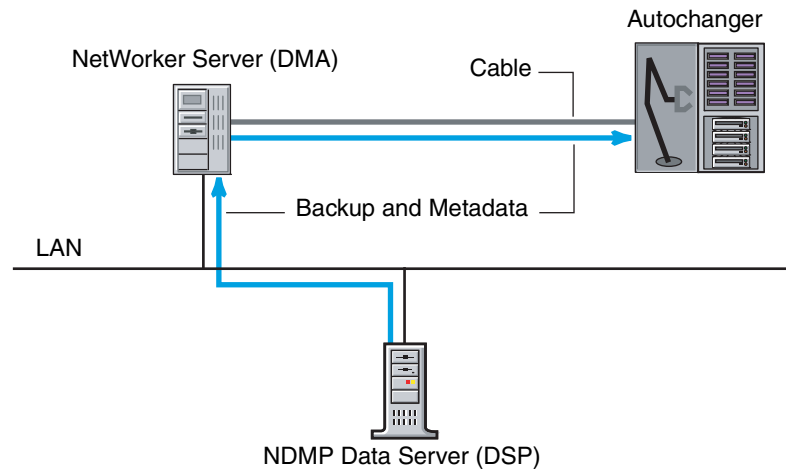 Autochanger
NetWorker Server (DMA)
Cable
Backup and Metadata
LAN
NDMP Data Server (DSP)